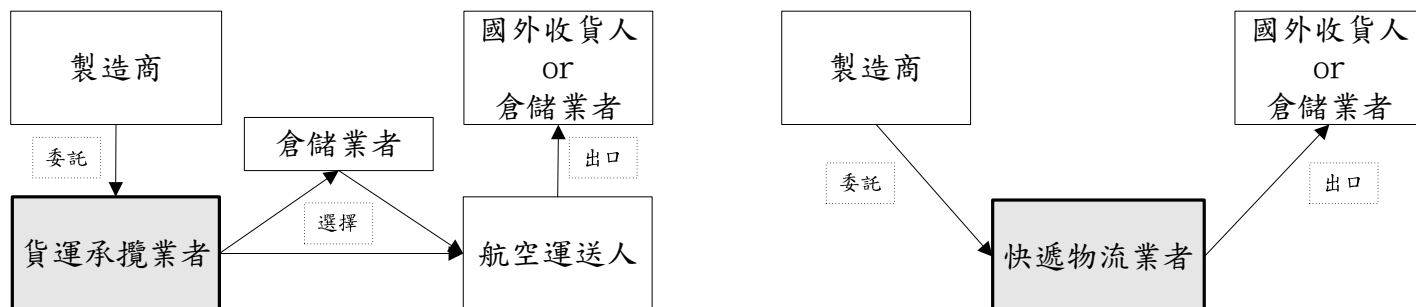 製造商
委託
貨運承攬業者
倉儲業者
選擇
國外收貨人
or
倉儲業者
出口
航空運送人
製造商
委託
快遞物流業者
國外收貨人
or
倉儲業者
出口